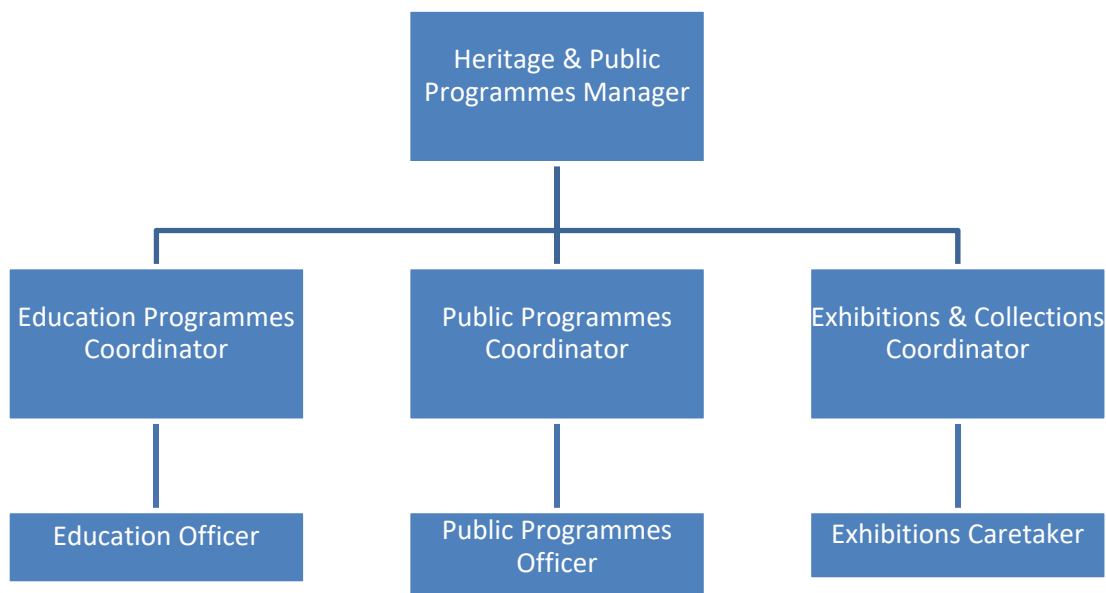 Heritage & Public
Programmes Manager
Education Programmes
Coordinator
Public Programmes
Coordinator
Exhibitions & Collections
Coordinator
Education Officer
Public Programmes
Officer
Exhibitions Caretaker